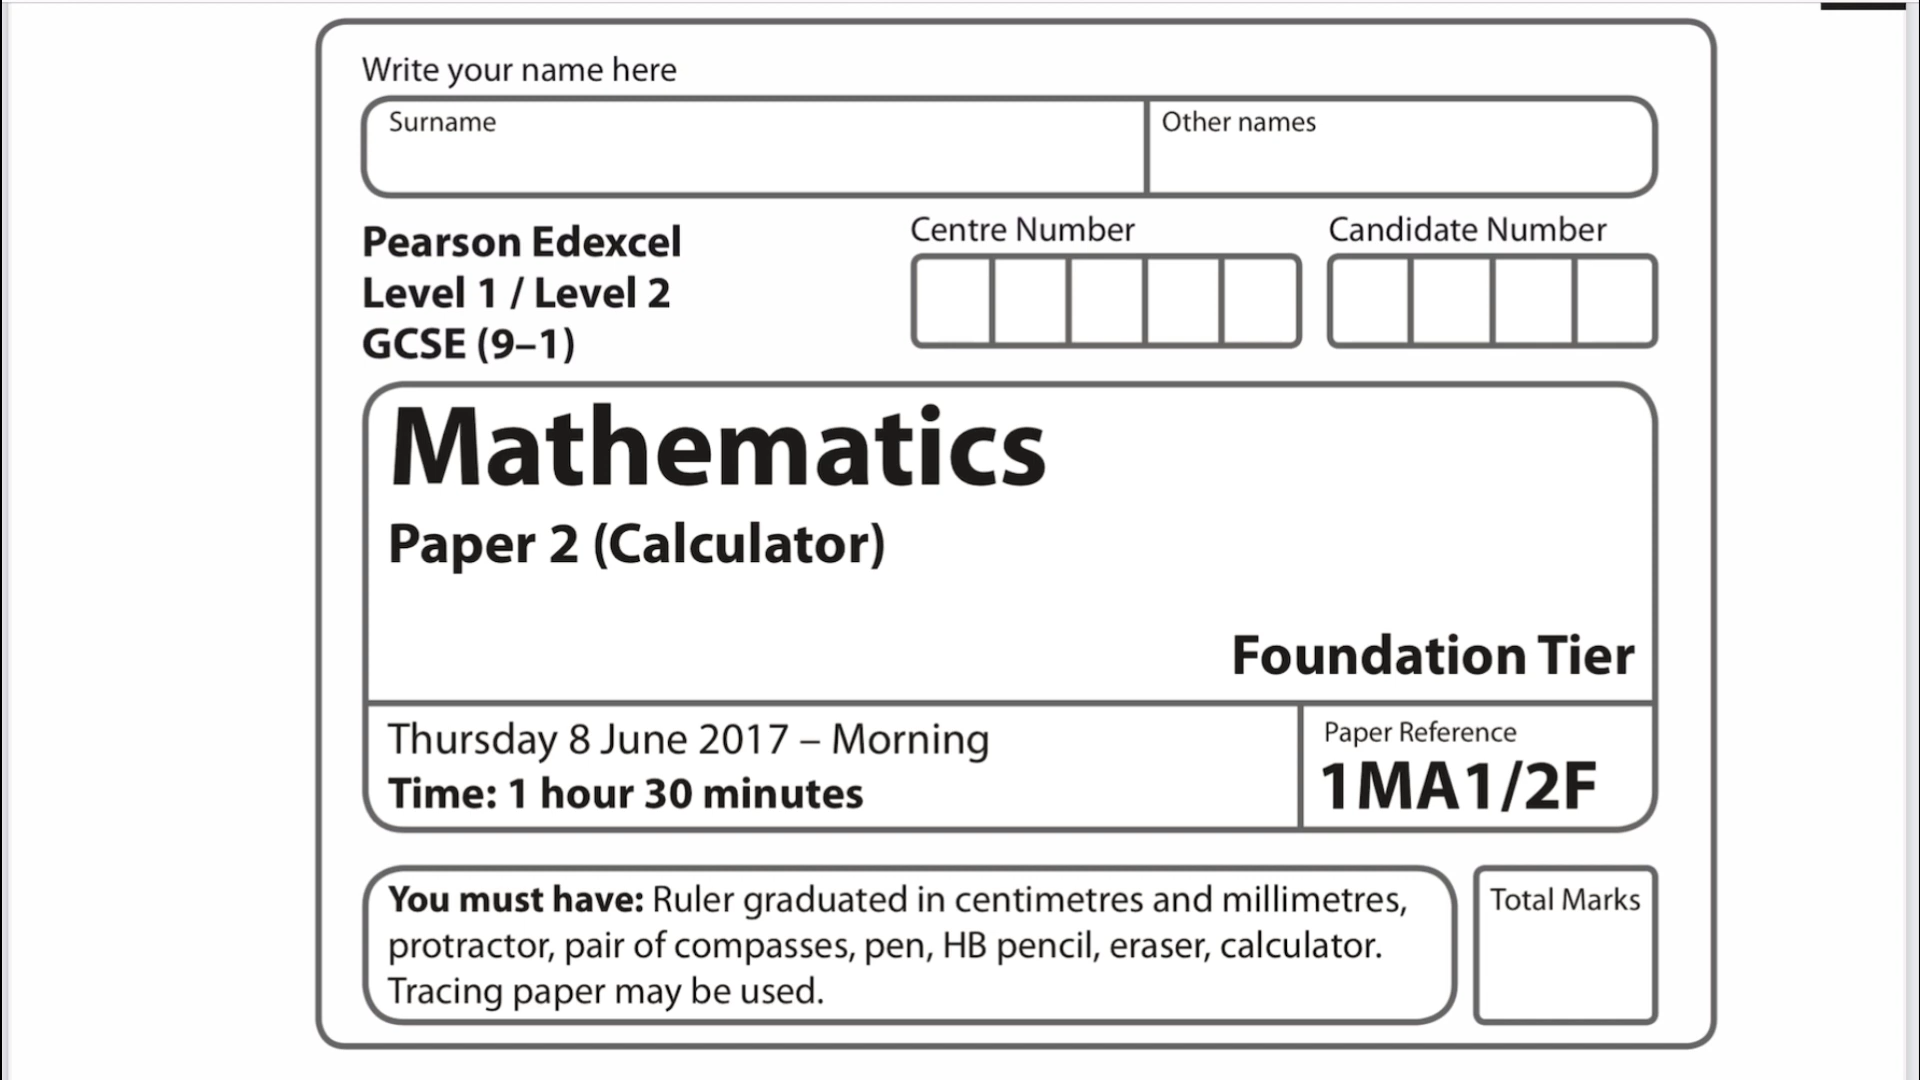 Write your name here
Surname
Other names
Pearson Edexcel
Level 1 / Level 2
GCSE (9–1)
Centre Number
Candidate Number
Mathematics
Paper 2 (Calculator)
Foundation Tier
Thursday 8 June 2017 – Morning
Time: 1 hour 30 minutes
Paper Reference
1MA1/2F
You must have: Ruler graduated in centimetres and millimetres,
protractor, pair of compasses, pen, HB pencil, eraser, calculator.
Tracing paper may be used.
Total Marks